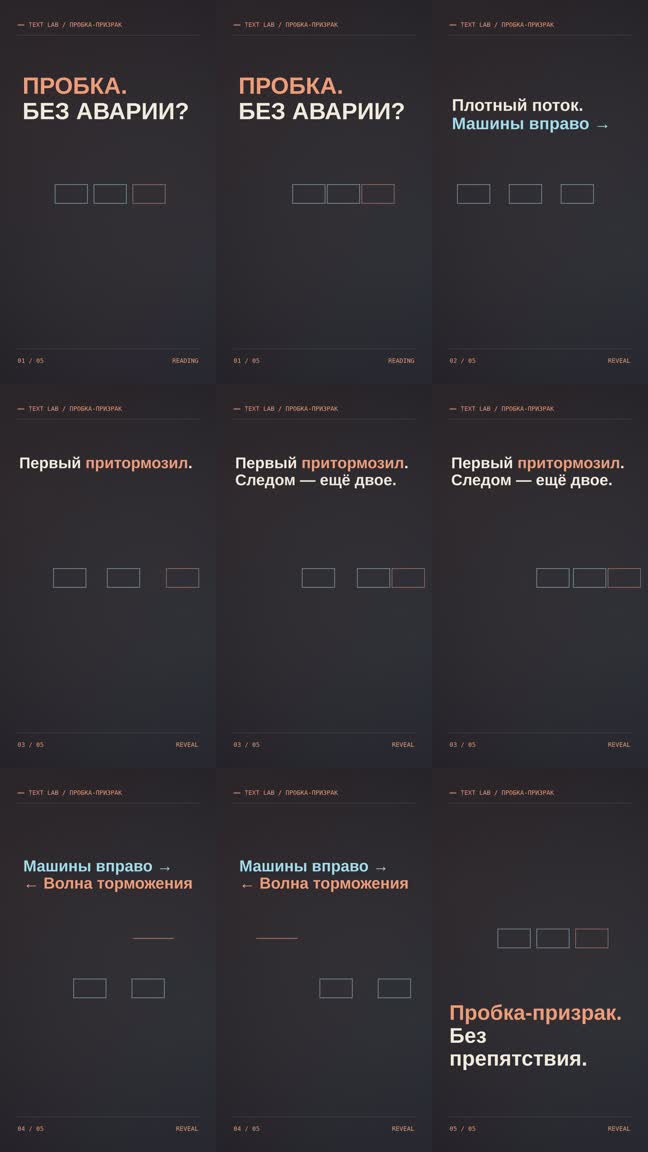 — TEXT LAB / ПРОБКА-ПРИЗРАК
ПРОБКА.
БЕЗ АВАРИИ?
01 / 05 READING
— TEXT LAB / ПРОБКА-ПРИЗРАК
ПРОБКА.
БЕЗ АВАРИИ?
01 / 05 READING
— TEXT LAB / ПРОБКА-ПРИЗРАК
Плотный поток.
Машины вправо →
02 / 05 REVEAL
— TEXT LAB / ПРОБКА-ПРИЗРАК
Первый притормозил.
03 / 05 REVEAL
— TEXT LAB / ПРОБКА-ПРИЗРАК
Первый притормозил.
Следом — ещё двое.
03 / 05 REVEAL
— TEXT LAB / ПРОБКА-ПРИЗРАК
Первый притормозил.
Следом — ещё двое.
03 / 05 REVEAL
— TEXT LAB / ПРОБКА-ПРИЗРАК
Машины вправо →
← Волна торможения
04 / 05 REVEAL
— TEXT LAB / ПРОБКА-ПРИЗРАК
Машины вправо →
← Волна торможения
04 / 05 REVEAL
— TEXT LAB / ПРОБКА-ПРИЗРАК
Пробка-призрак.
Без
препятствия.
05 / 05 REVEAL